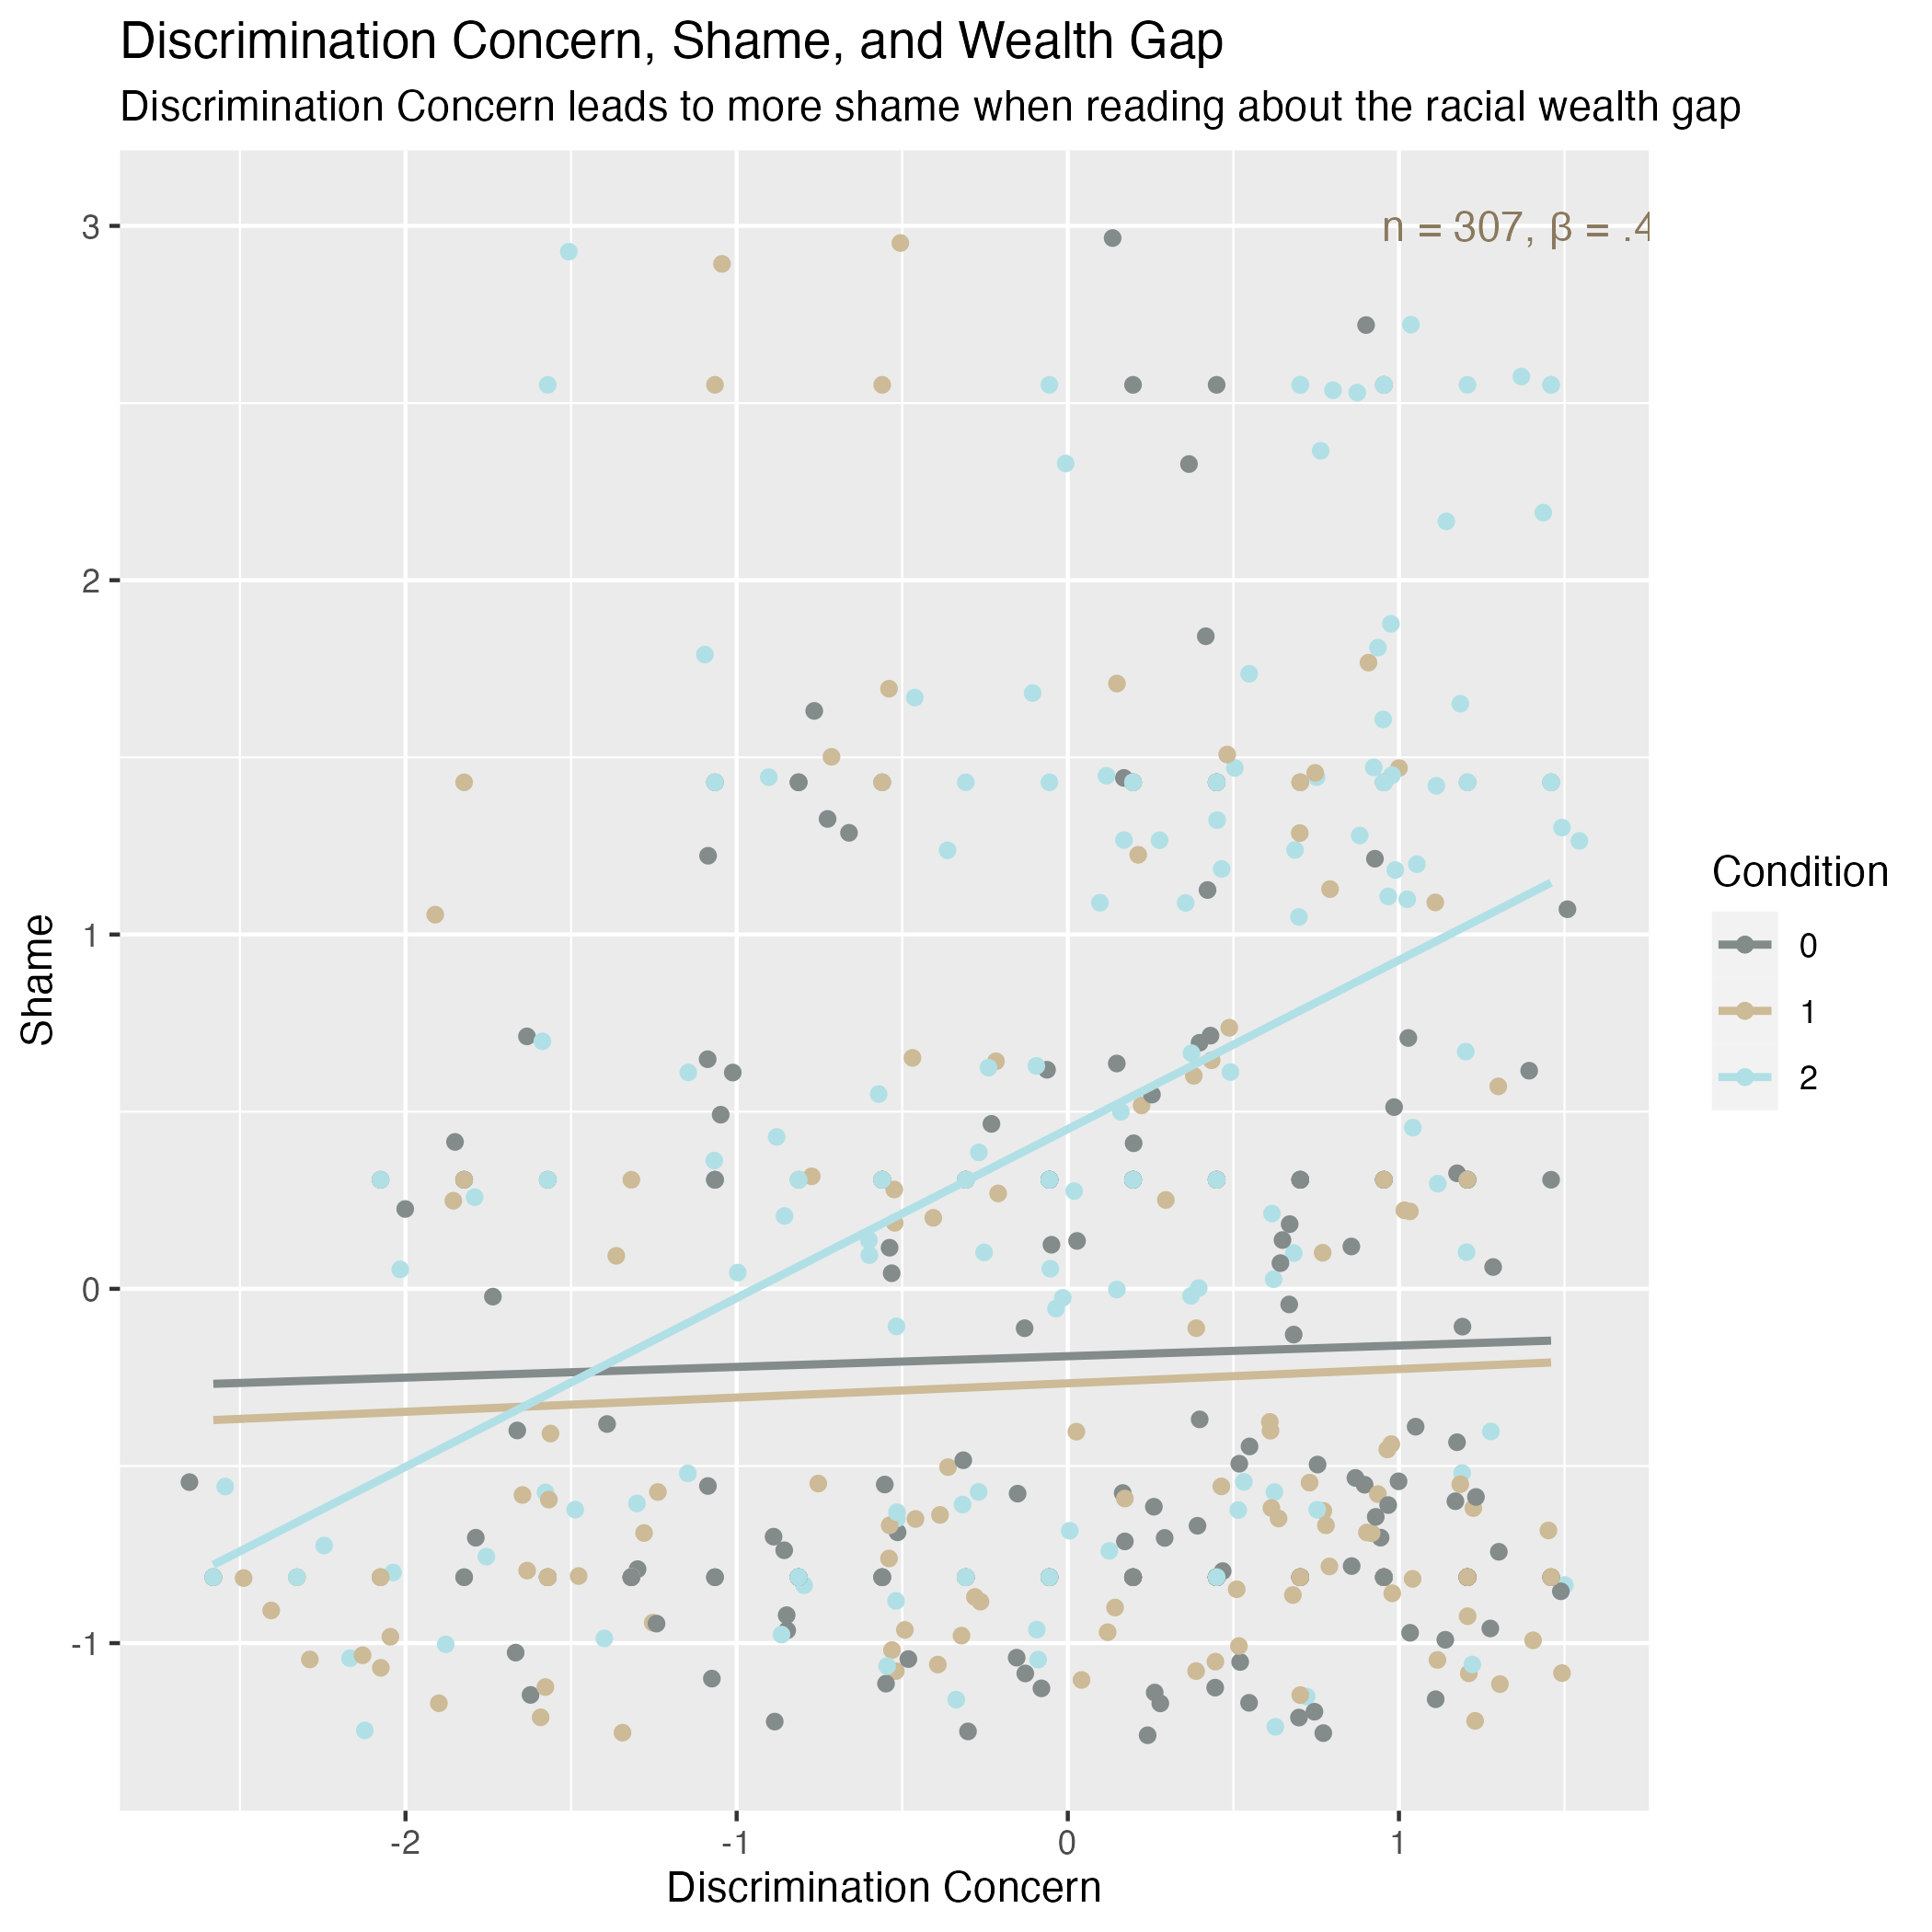 Discrimination Concern, Shame, and Wealth Gap
Discrimination Concern leads to more shame when reading about the racial wealth gap
n = 307, β = .4
3
2
1
0
-1
Shame
-2
-1
0
1
Discrimination Concern
Condition
0
1
2